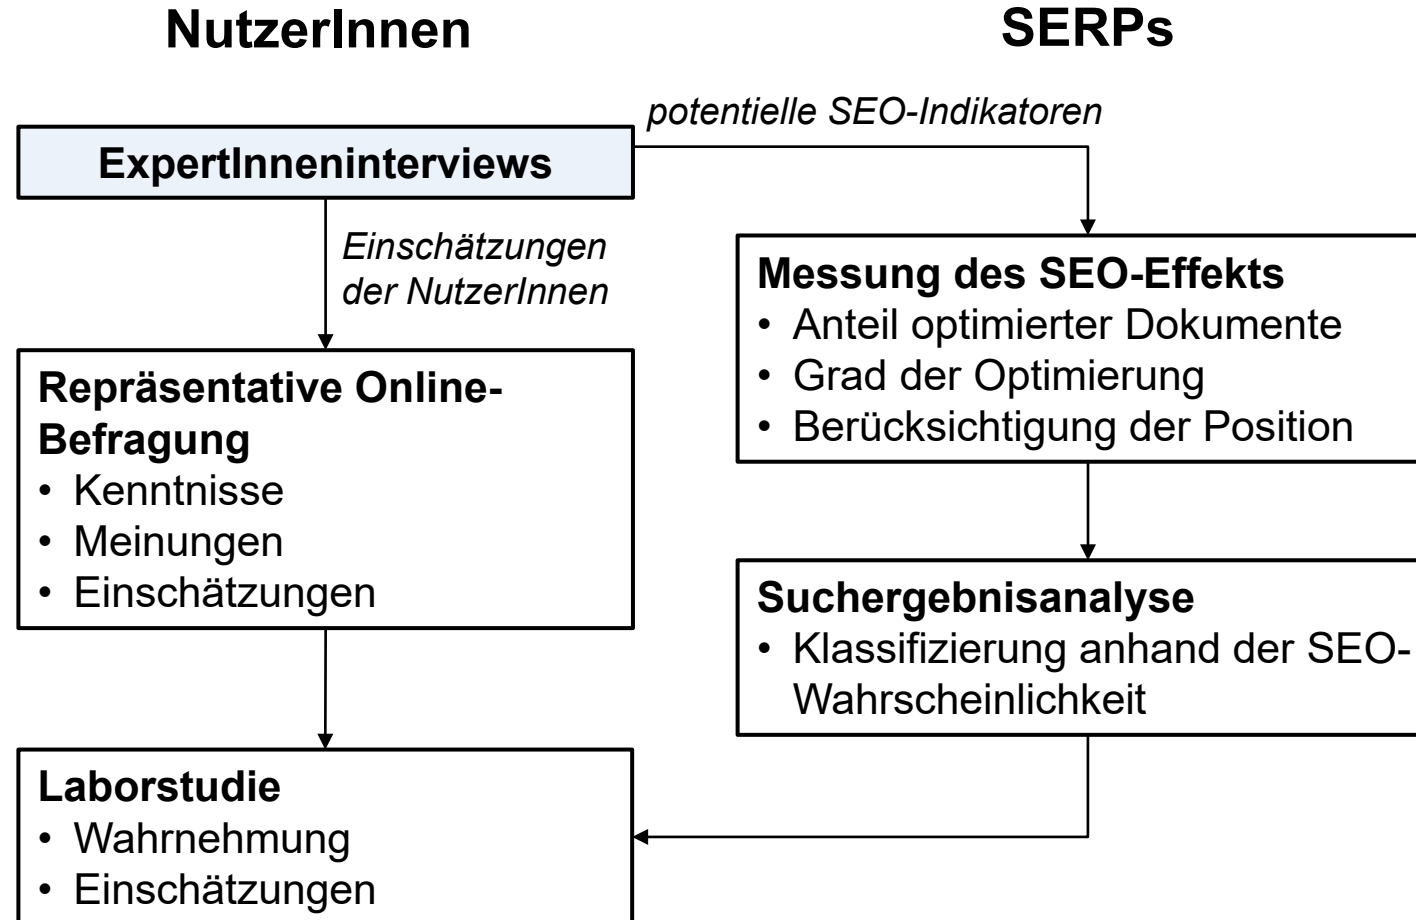 NutzerInnen
SERPs
potentielle SEO-Indikatoren
ExpertInneninterviews
Einschätzungen
der NutzerInnen
Repräsentative Online-
Befragung
• Kenntnisse
• Meinungen
• Einschätzungen
Messung des SEO-Effekts
• Anteil optimierter Dokumente
• Grad der Optimierung
• Berücksichtigung der Position
Suchergebnisanalyse
• Klassifizierung anhand der SEO-
Wahrscheinlichkeit
Laborstudie
• Wahrnehmung
• Einschätzungen